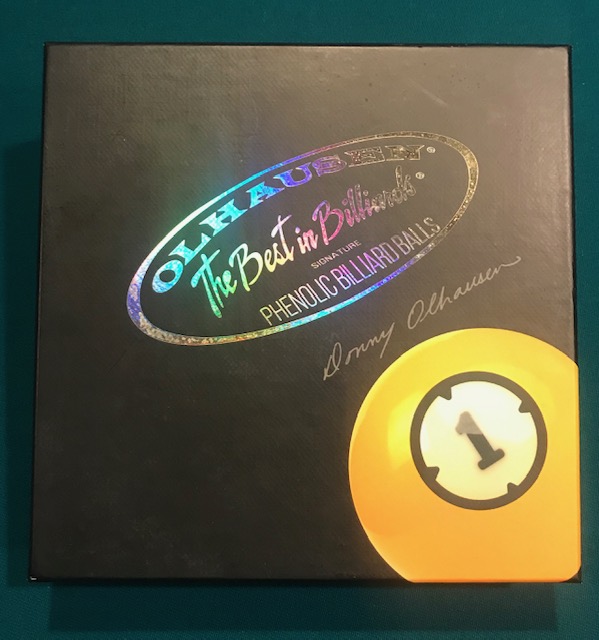 OLHAUSEN®
The Best in Billiards®
SIGNATURE
PHENOLIC BILLIARD BALLS
Donny Olhausen
1